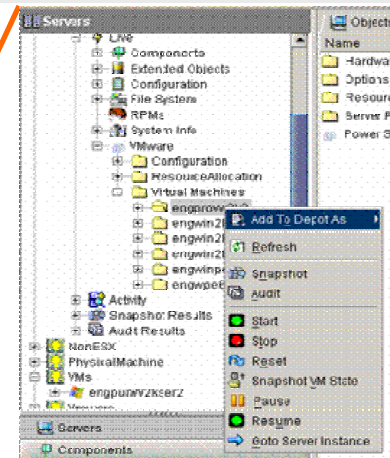 Servers
Objects
Live
Components
Extended Objects
Configuration
File System
RPMs
System Info
VMware
Configuration
ResourceAllocation
Virtual Machines
Name
Hardwa
Options
Resourc
Server P
Power S
Add To Depot As
Refresh
Snapshot
Audit
Start
Stop
Reset
Snapshot VM State
Pause
Resume
Goto Server Instance
Activity
Snapshot Results
Audit Results
NonESX
PhysicalMachine
VMs
Servers
Components